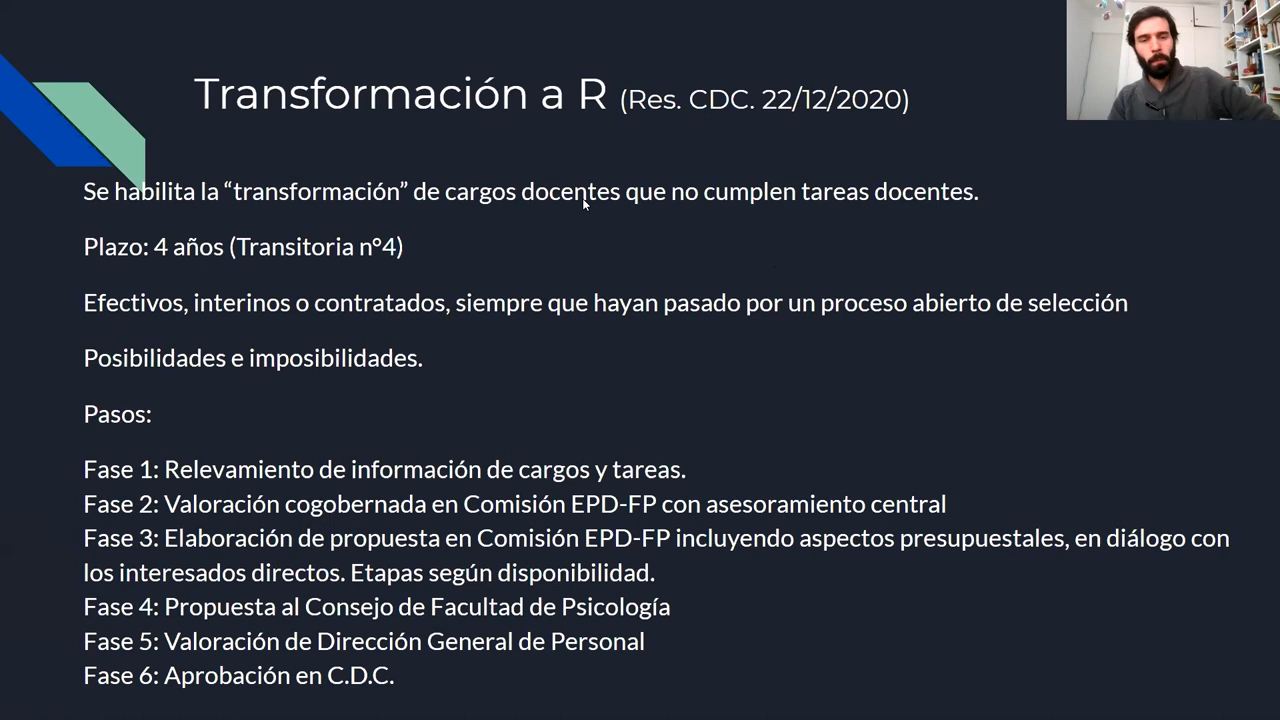 Transformación a R (Res. CDC. 22/12/2020)
Se habilita la “transformación” de cargos docentes que no cumplen tareas docentes.
Plazo: 4 años (Transitoria n°4)
Efectivos, interinos o contratados, siempre que hayan pasado por un proceso abierto de selección
Posibilidades e imposibilidades.
Pasos:
Fase 1: Relevamiento de información de cargos y tareas.
Fase 2: Valoración cogobernada en Comisión EPD-FP con asesoramiento central
Fase 3: Elaboración de propuesta en Comisión EPD-FP incluyendo aspectos presupuestales, en diálogo con
los interesados directos. Etapas según disponibilidad.
Fase 4: Propuesta al Consejo de Facultad de Psicología
Fase 5: Valoración de Dirección General de Personal
Fase 6: Aprobación en C.D.C.